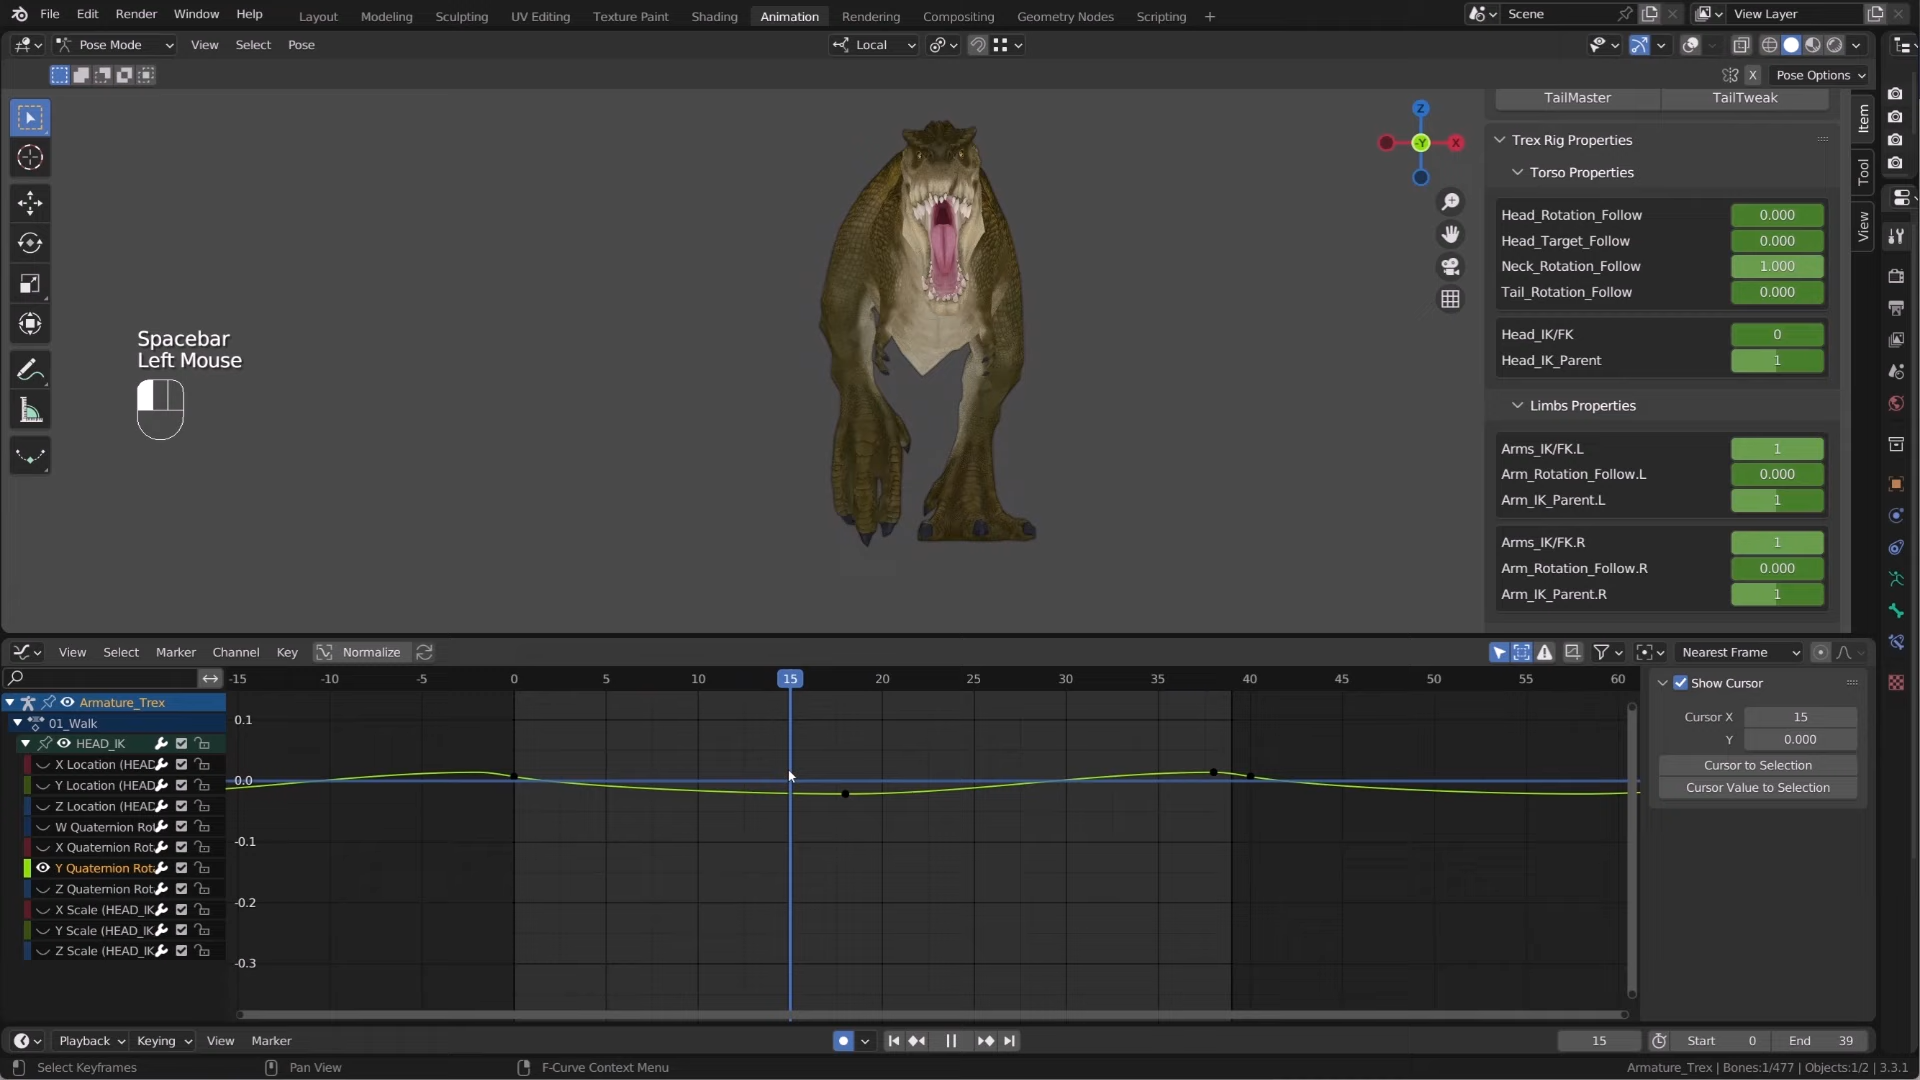 File Edit Render Window Help Layout Modeling Sculpting UV Editing Texture Paint Shading Animation Rendering Compositing Geometry Nodes Scripting + Scene View Layer
Pose Mode View Select Pose Local
X Pose Options
TailMaster TailTweak
Item
Tool
View
Z
-Y
X
Trex Rig Properties
Torso Properties
Head_Rotation_Follow 0.000
Head_Target_Follow 0.000
Neck_Rotation_Follow 1.000
Tail_Rotation_Follow 0.000
Head_IK/FK 0
Head_IK_Parent 1
Limbs Properties
Arms_IK/FK.L 1
Arm_Rotation_Follow.L 0.000
Arm_IK_Parent.L 1
Arms_IK/FK.R 1
Arm_Rotation_Follow.R 0.000
Arm_IK_Parent.R 1
Spacebar
Left Mouse
View Select Marker Channel Key Normalize Nearest Frame
-15 -10 -5 0 5 10 15 20 25 30 35 40 45 50 55 60
Armature_Trex
01_Walk
HEAD_IK
X Location (HEAD
Y Location (HEAD
Z Location (HEAD
W Quaternion Rot
X Quaternion Rot
Y Quaternion Rot
Z Quaternion Rot
X Scale (HEAD_IK
Y Scale (HEAD_IK
Z Scale (HEAD_IK
0.1
0.0
-0.1
-0.2
-0.3
Show Cursor
Cursor X 15
Y 0.000
Cursor to Selection
Cursor Value to Selection
Playback Keying View Marker 15 Start 0 End 39
Select Keyframes Pan View F-Curve Context Menu Armature_Trex | Bones:1/477 | Objects:1/2 | 3.3.1